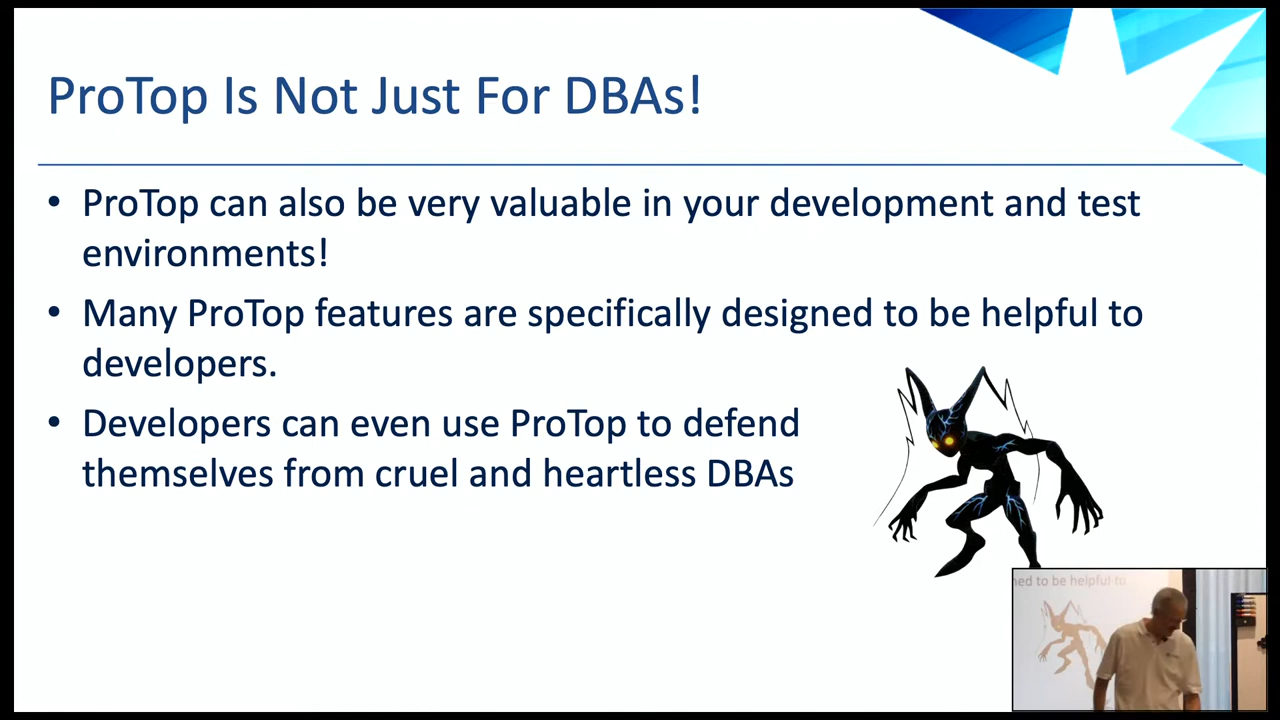 ProTop Is Not Just For DBAs!
• ProTop can also be very valuable in your development and test
environments!
• Many ProTop features are specifically designed to be helpful to
developers.
• Developers can even use ProTop to defend
themselves from cruel and heartless DBAs
ned to be helpful to